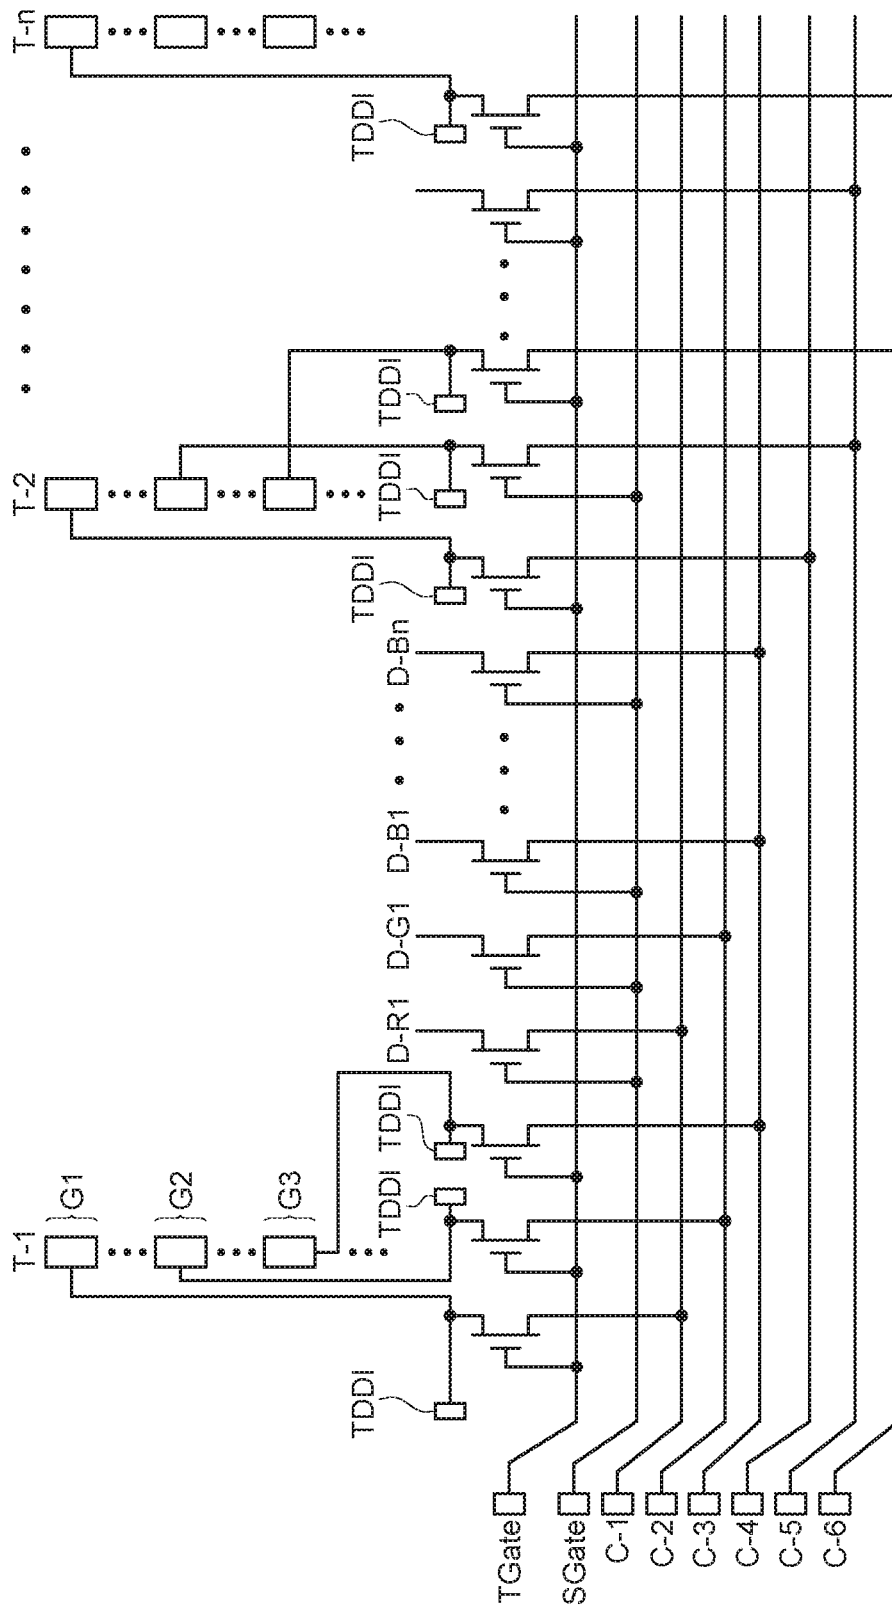 T-1
T-2
T-n
G1
G2
G3
TDDI
TDDI
TDDI
TDDI
TDDI
TDDI
TDDI
D-R1
D-G1
D-B1
D-Bn
TGate
SGate
C-1
C-2
C-3
C-4
C-5
C-6